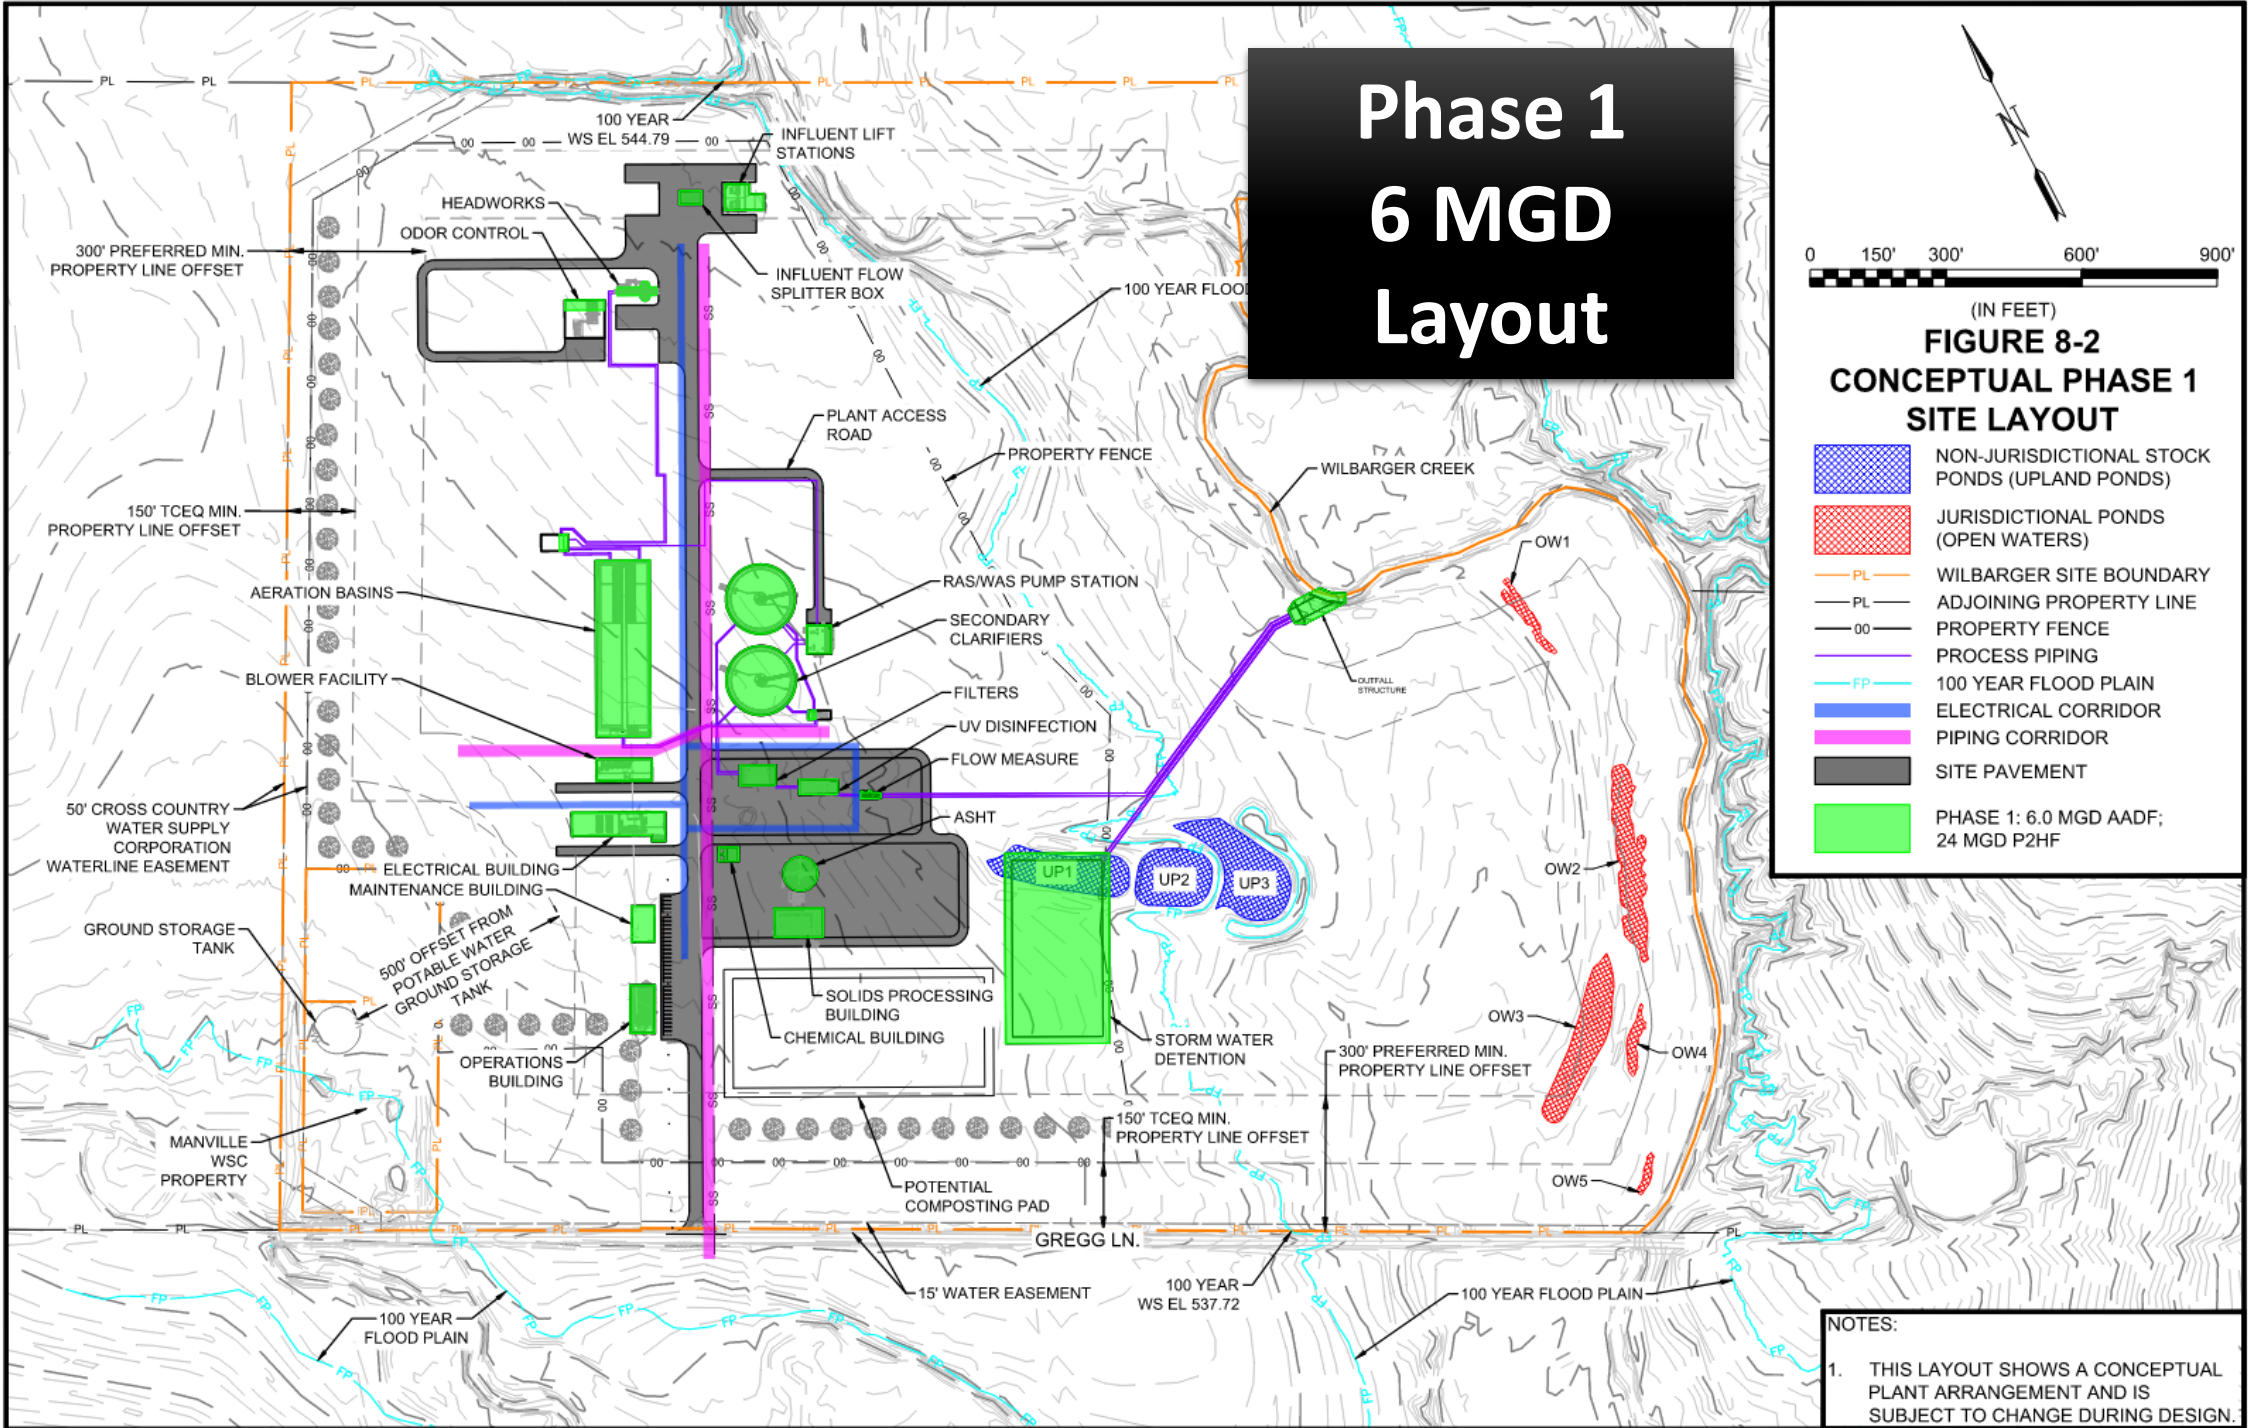 Phase 1
6 MGD
Layout
0 150' 300' 600' 900'
(IN FEET)
N
FIGURE 8-2
CONCEPTUAL PHASE 1
SITE LAYOUT
NON-JURISDICTIONAL STOCK
PONDS (UPLAND PONDS)
JURISDICTIONAL PONDS
(OPEN WATERS)
PL WILBARGER SITE BOUNDARY
PL ADJOINING PROPERTY LINE
00 PROPERTY FENCE
PROCESS PIPING
FP 100 YEAR FLOOD PLAIN
ELECTRICAL CORRIDOR
PIPING CORRIDOR
SITE PAVEMENT
PHASE 1: 6.0 MGD AADF;
24 MGD P2HF
100 YEAR
WS EL 544.79
INFLUENT LIFT
STATIONS
HEADWORKS
ODOR CONTROL
300' PREFERRED MIN.
PROPERTY LINE OFFSET
INFLUENT FLOW
SPLITTER BOX
100 YEAR FLOOD
PLANT ACCESS
ROAD
PROPERTY FENCE
WILBARGER CREEK
150' TCEQ MIN.
PROPERTY LINE OFFSET
OW1
RAS/WAS PUMP STATION
AERATION BASINS
SECONDARY
CLARIFIERS
BLOWER FACILITY
OUTFALL
STRUCTURE
FILTERS
UV DISINFECTION
FLOW MEASURE
50' CROSS COUNTRY
WATER SUPPLY
CORPORATION
WATERLINE EASEMENT
ASHT
ELECTRICAL BUILDING
MAINTENANCE BUILDING
UP1
UP2
UP3
OW2
GROUND STORAGE
TANK
500' OFFSET FROM
POTABLE WATER
GROUND STORAGE
TANK
SOLIDS PROCESSING
BUILDING
CHEMICAL BUILDING
OW3
OW4
STORM WATER
DETENTION
300' PREFERRED MIN.
PROPERTY LINE OFFSET
OPERATIONS
BUILDING
150' TCEQ MIN.
PROPERTY LINE OFFSET
MANVILLE
WSC
PROPERTY
POTENTIAL
COMPOSTING PAD
OW5
GREGG LN.
15' WATER EASEMENT
100 YEAR
WS EL 537.72
100 YEAR FLOOD PLAIN
100 YEAR
FLOOD PLAIN
NOTES:
1. THIS LAYOUT SHOWS A CONCEPTUAL
PLANT ARRANGEMENT AND IS
SUBJECT TO CHANGE DURING DESIGN.